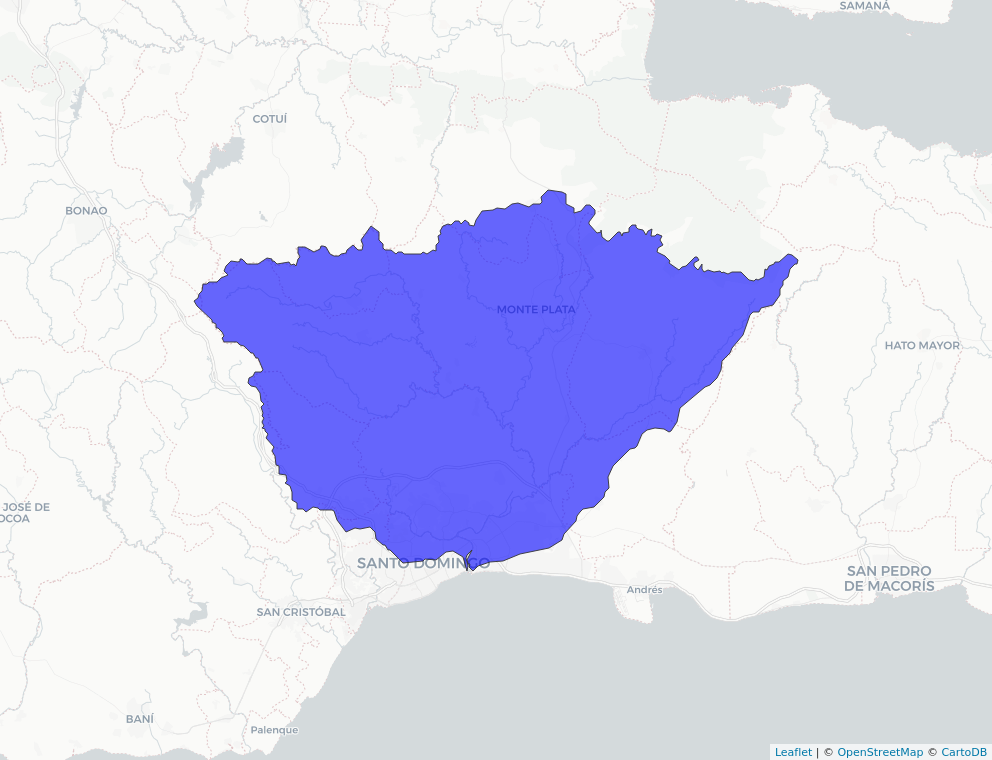 SAMANÁ
COTUÍ
BONAO
MONTE PLATA
HATO MAYOR
JOSÉ DE
OCOA
SANTO DOMINGO
SAN PEDRO
DE MACORÍS
Andrés
SAN CRISTÓBAL
BANÍ
Palenque
Leaflet | © OpenStreetMap © CartoDB